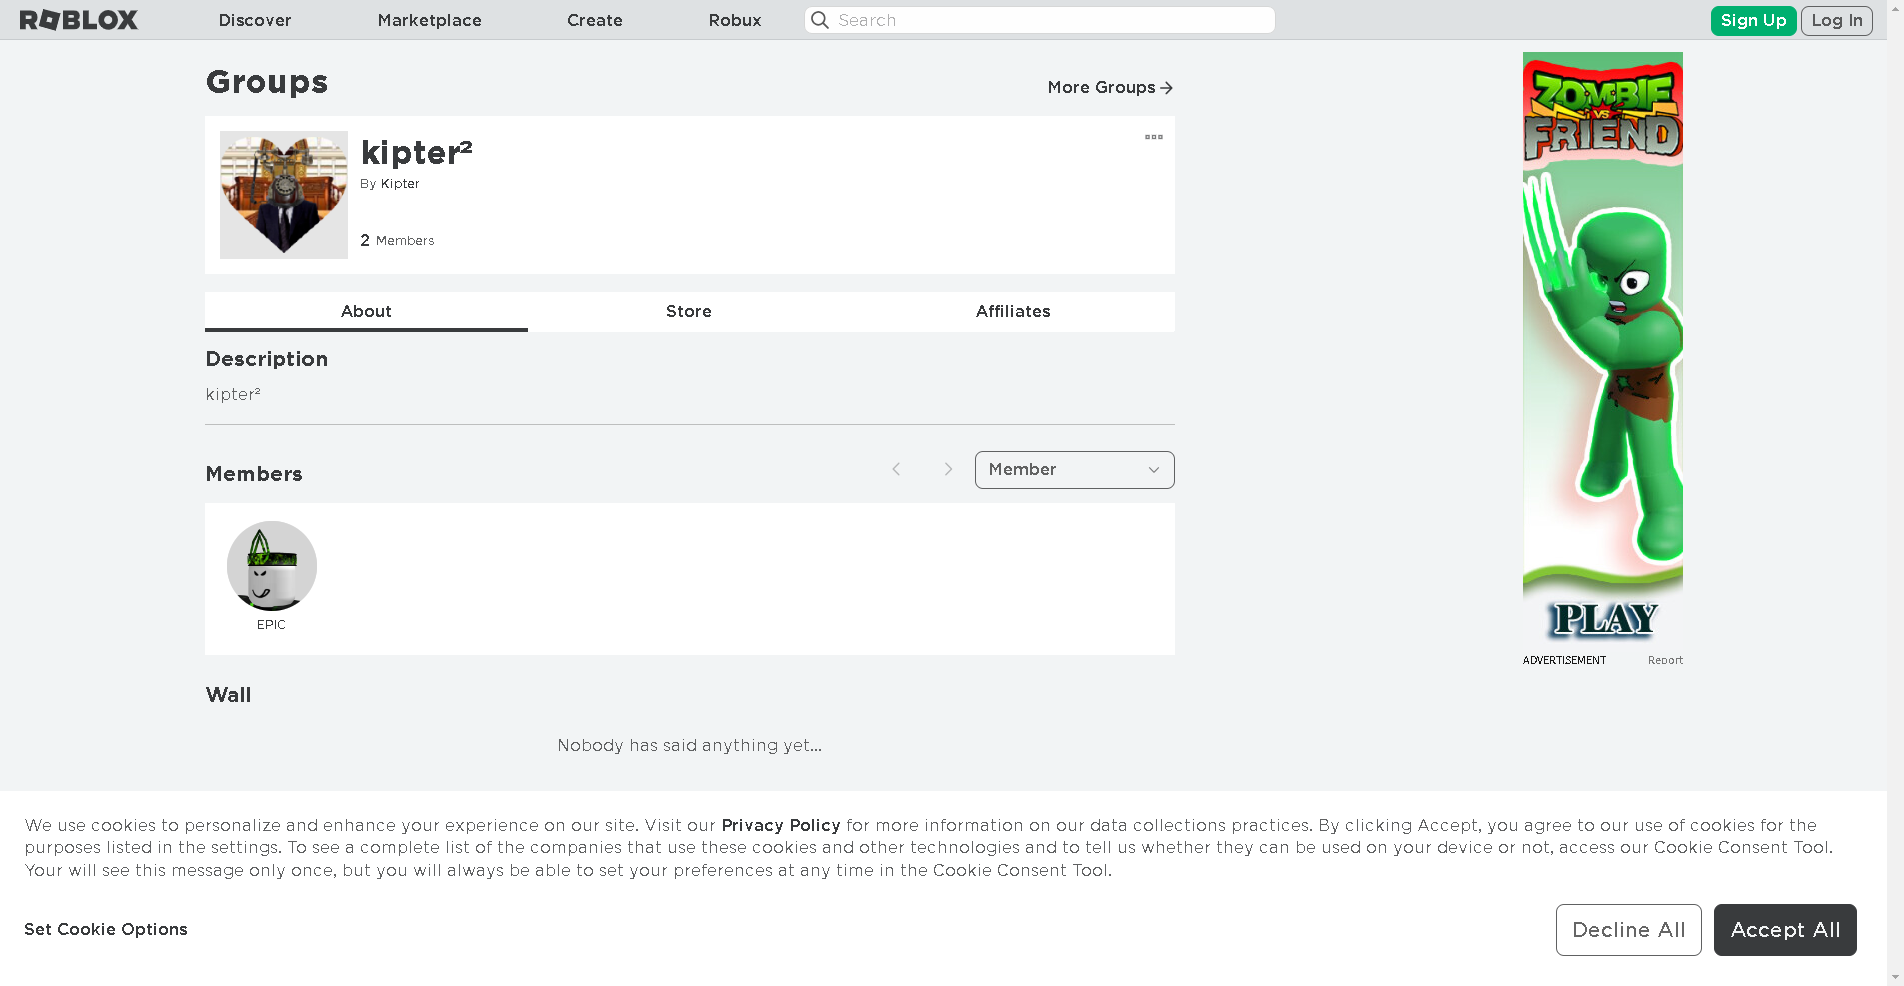 ROBLOX Discover Marketplace Create Robux Search Sign Up Log In
Groups
More Groups
kipter²
By Kipter
2 Members
About Store Affiliates
Description
kipter²
Members
Member
EPIC
Wall
Nobody has said anything yet...
ZOMBIE
VS
FRIEND
PLAY
ADVERTISEMENT Report
We use cookies to personalize and enhance your experience on our site. Visit our Privacy Policy for more information on our data collections practices. By clicking Accept, you agree to our use of cookies for the
purposes listed in the settings. To see a complete list of the companies that use these cookies and other technologies and to tell us whether they can be used on your device or not, access our Cookie Consent Tool.
Your will see this message only once, but you will always be able to set your preferences at any time in the Cookie Consent Tool.
Set Cookie Options
Decline All
Accept All